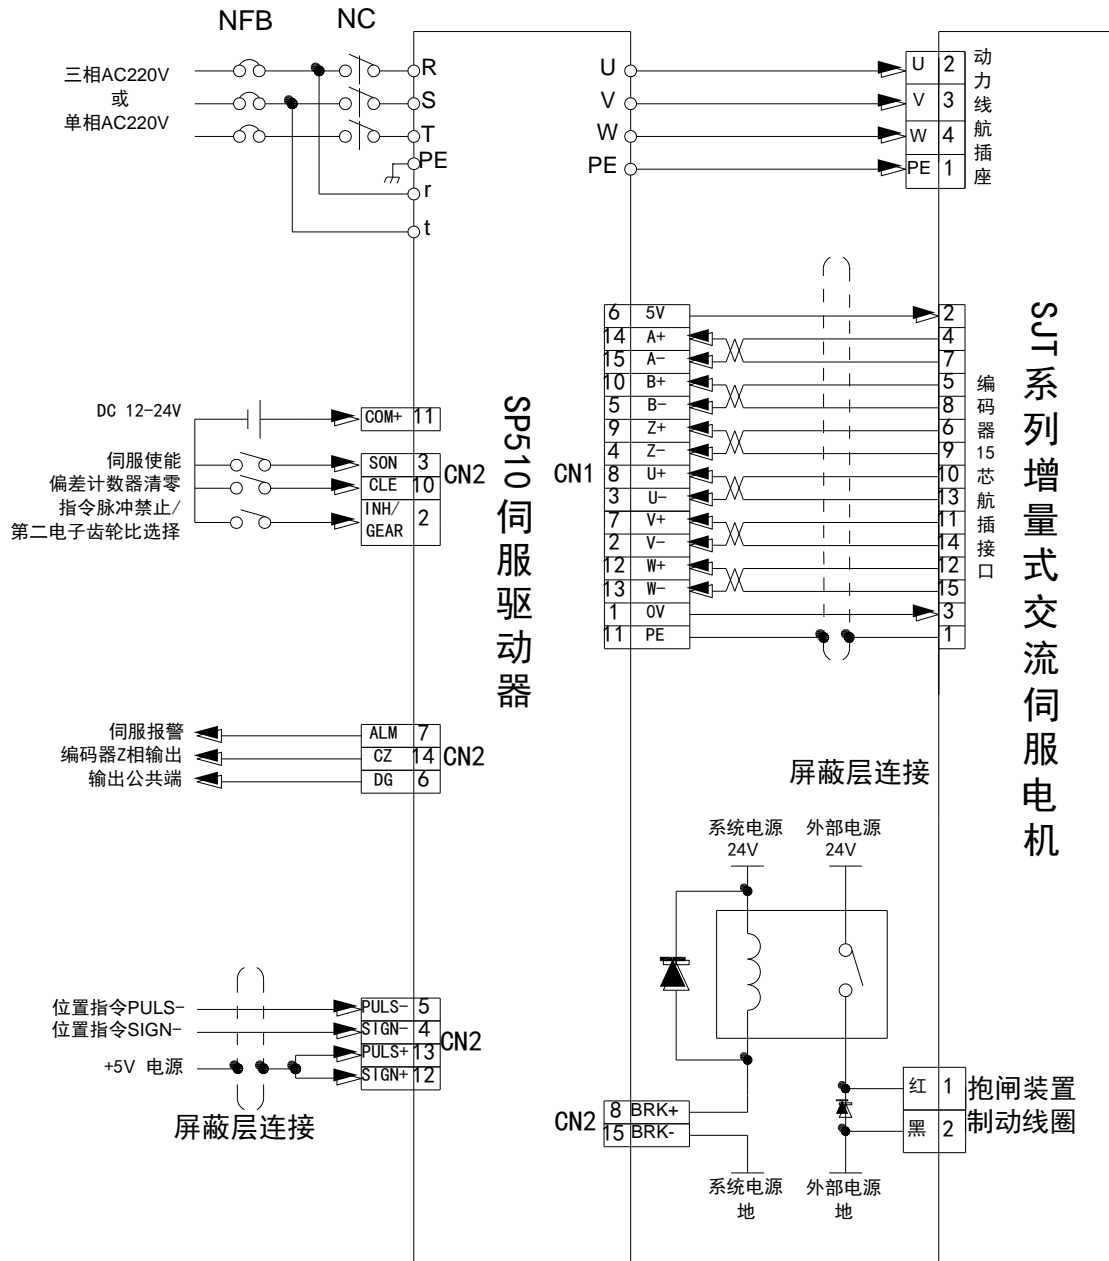 NFB NC
三相AC220V
或
单相AC220V
R
S
T
PE
r
t
U
V
W
PE
U 2
V 3
W 4
PE 1
动力线航插座
6 5V 2
14 A+ 4
15 A- 7
10 B+ 5
5 B- 8
9 Z+ 6
4 Z- 9
8 U+ 10
3 U- 13
7 V+ 11
2 V- 14
12 W+ 12
13 W- 15
1 0V 3
11 PE 1
CN1
编码器15芯航插接口
SJT系列增量式交流伺服电机
SP510伺服驱动器
DC 12-24V
COM+ 11
伺服使能 SON 3
偏差计数器清零 CLE 10
指令脉冲禁止/
第二电子齿轮比选择
INH/
GEAR 2
CN2
伺服报警 ALM 7
编码器Z相输出 CZ 14
输出公共端 DG 6
CN2
屏蔽层连接
系统电源
24V
外部电源
24V
位置指令PULS- PULS- 5
位置指令SIGN- SIGN- 4
PULS+ 13
+5V 电源
SIGN+ 12
CN2
屏蔽层连接
CN2
8 BRK+
15 BRK-
红 1
黑 2
抱闸装置
制动线圈
系统电源
地
外部电源
地